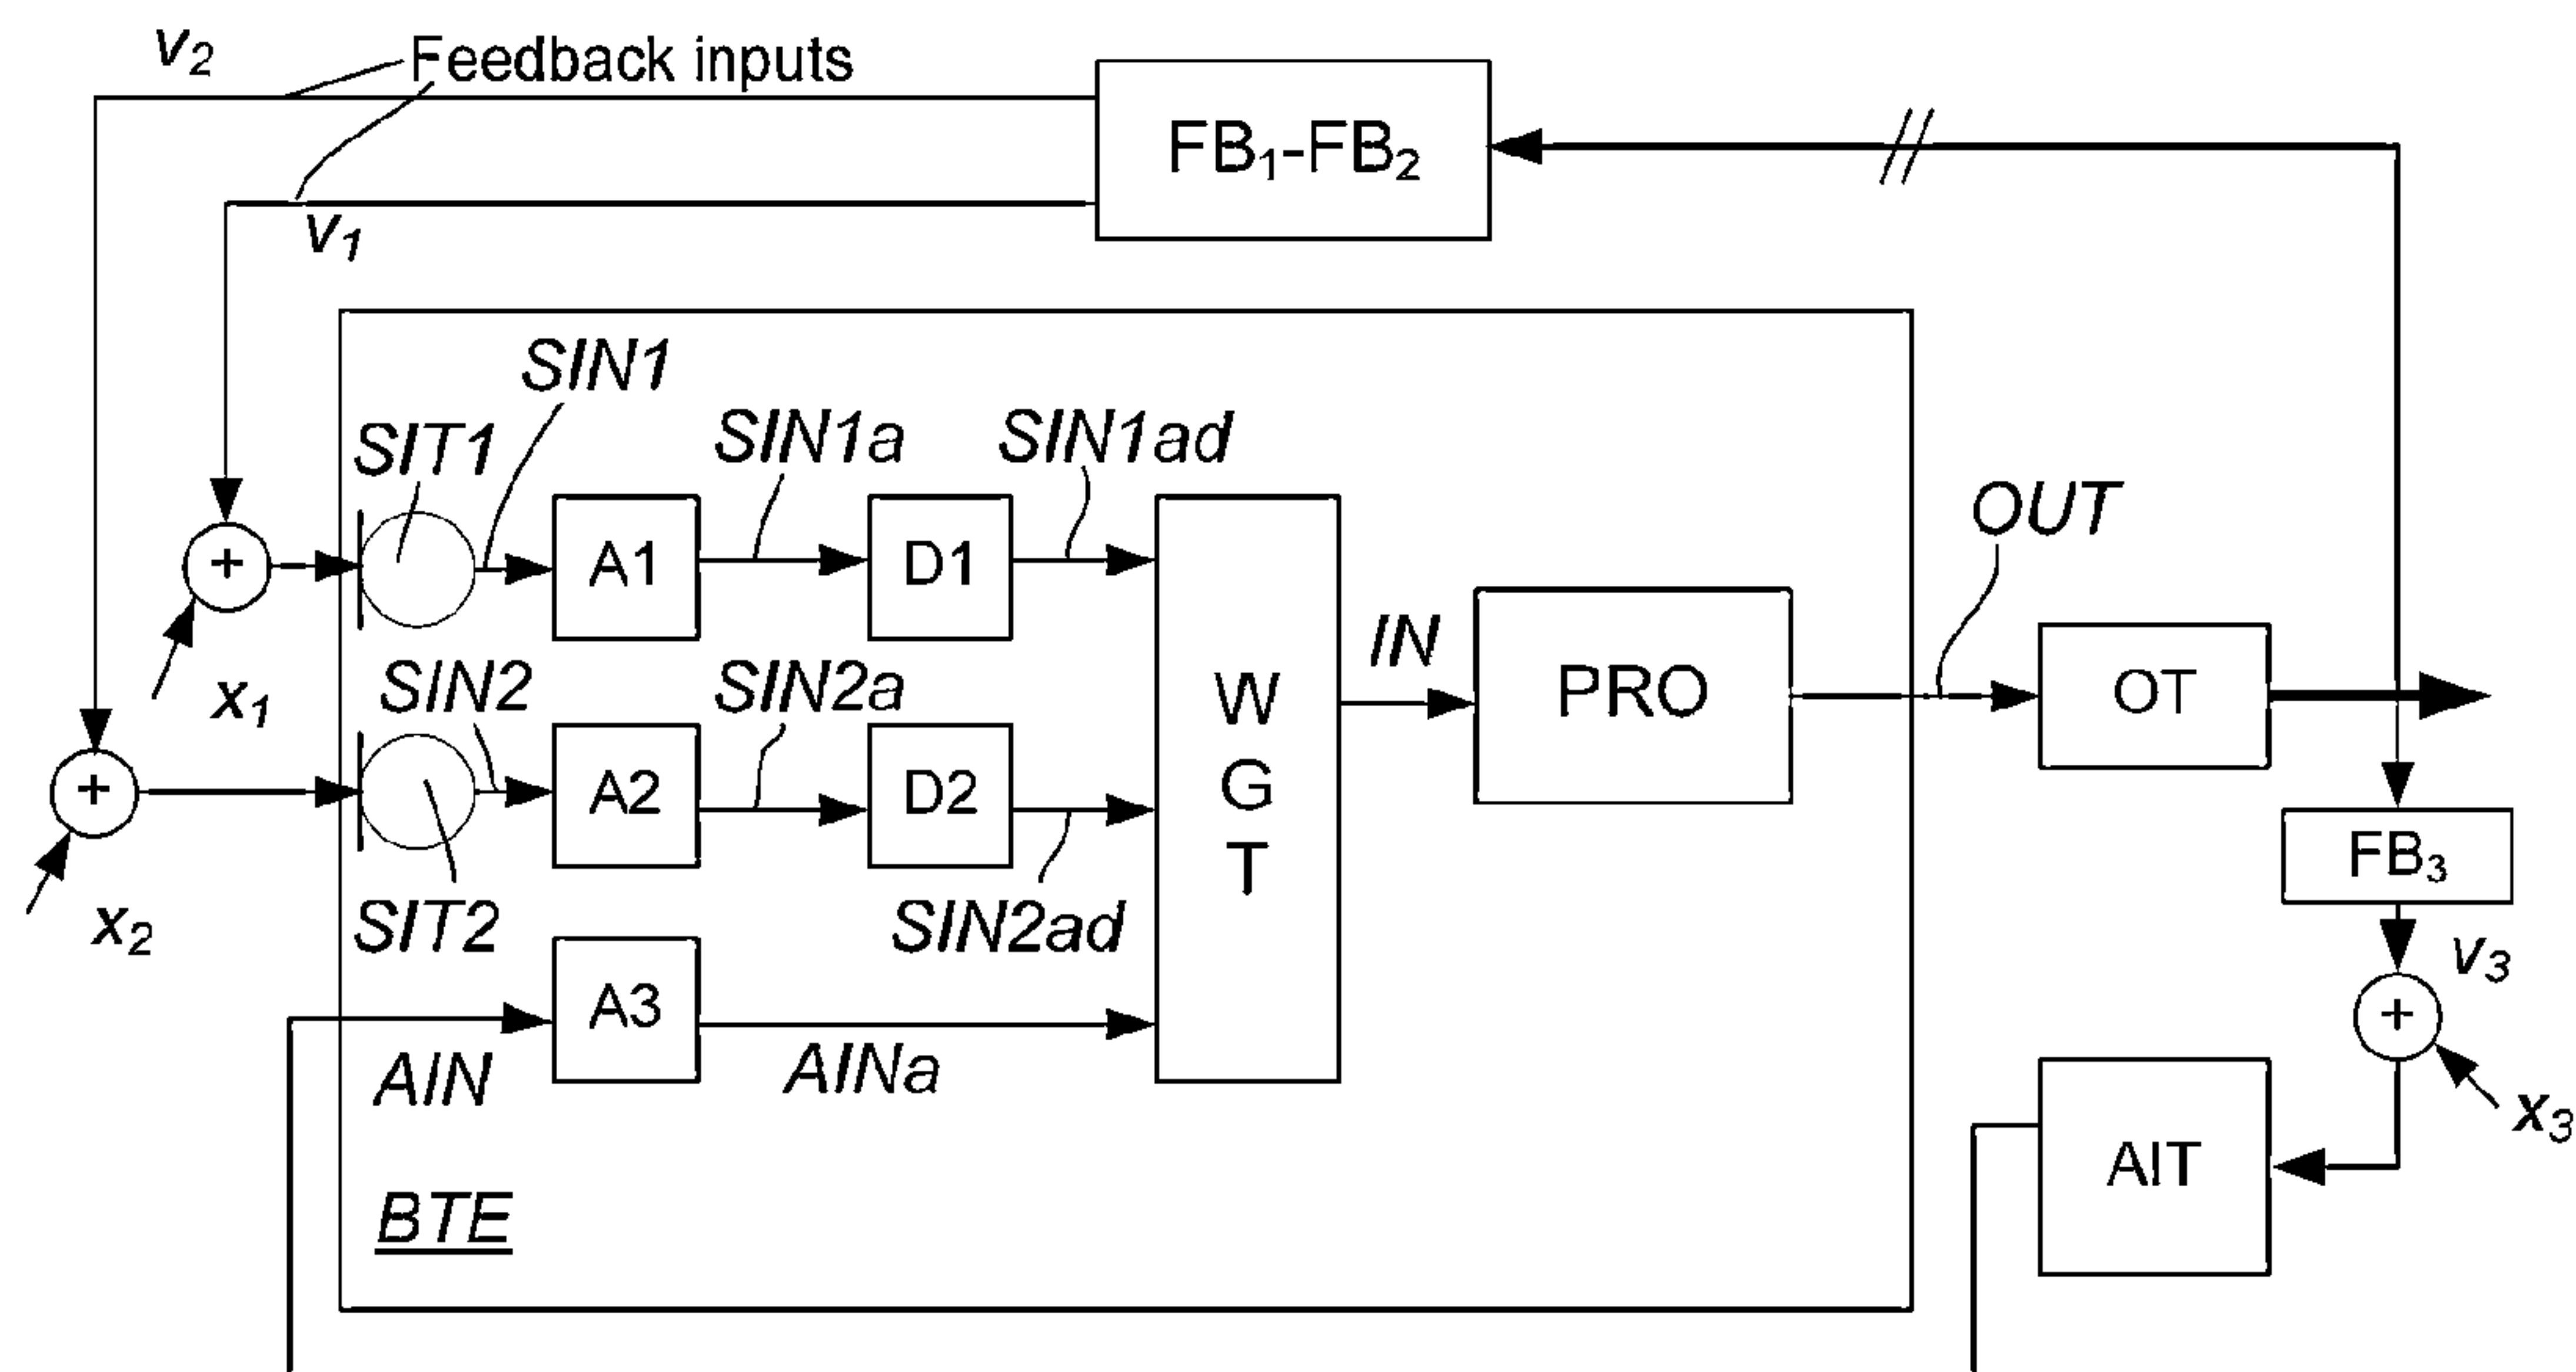 v₂
Feedback inputs
FB₁-FB₂
v₁
SIN1
SIT1
SIN1a
SIN1ad
OUT
+
A1
D1
IN
x₁
SIN2
SIN2a
W
G
T
PRO
OT
+
A2
D2
FB₃
x₂
SIT2
SIN2ad
v₃
A3
+
AIN
AINa
x₃
AIT
BTE